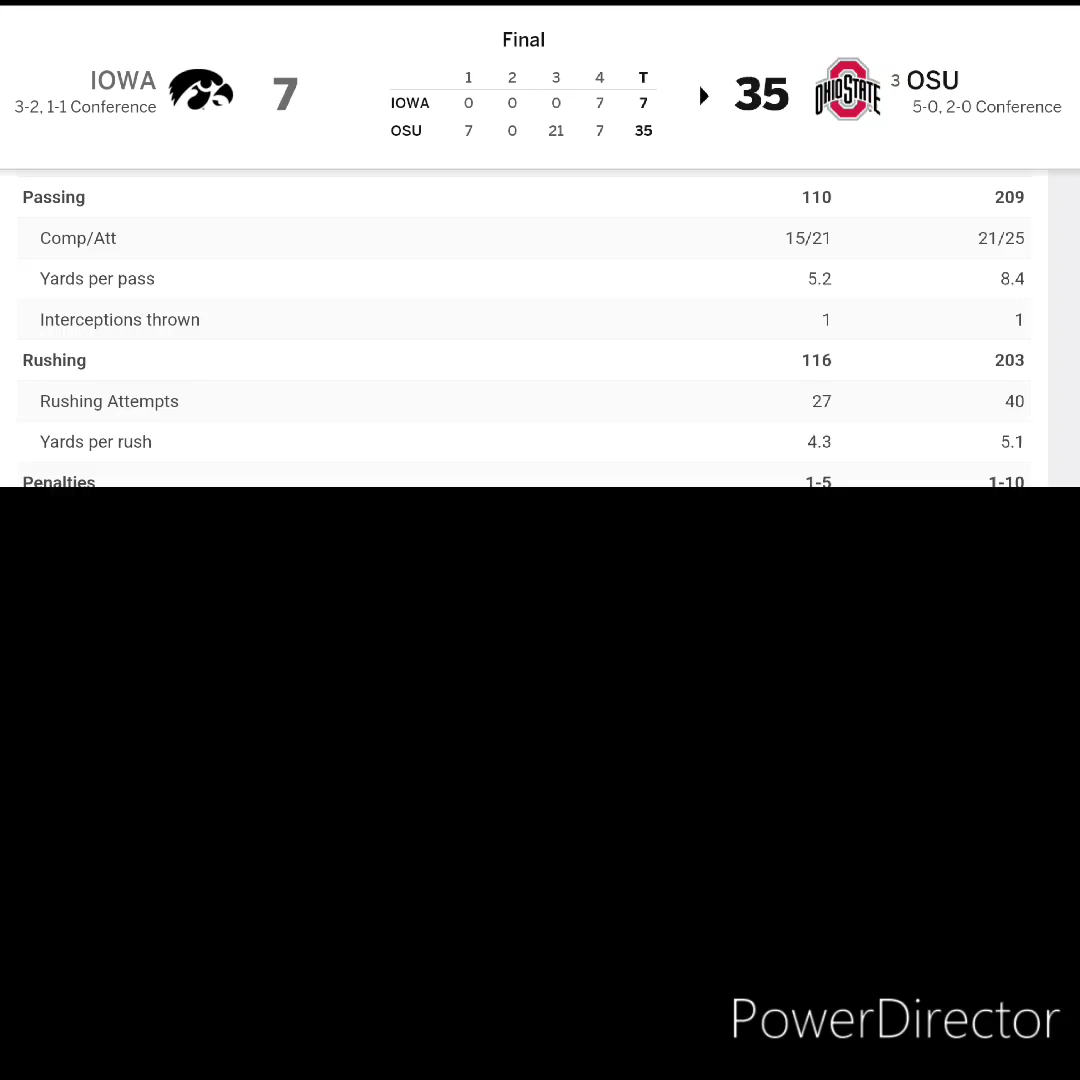 Final
IOWA
3-2, 1-1 Conference
7
1 2 3 4 T
IOWA 0 0 0 7 7
OSU 7 0 21 7 35
35
OHIO STATE
3 OSU
5-0, 2-0 Conference
Passing 110 209
Comp/Att 15/21 21/25
Yards per pass 5.2 8.4
Interceptions thrown 1 1
Rushing 116 203
Rushing Attempts 27 40
Yards per rush 4.3 5.1
Penalties 1-5 1-10
PowerDirector